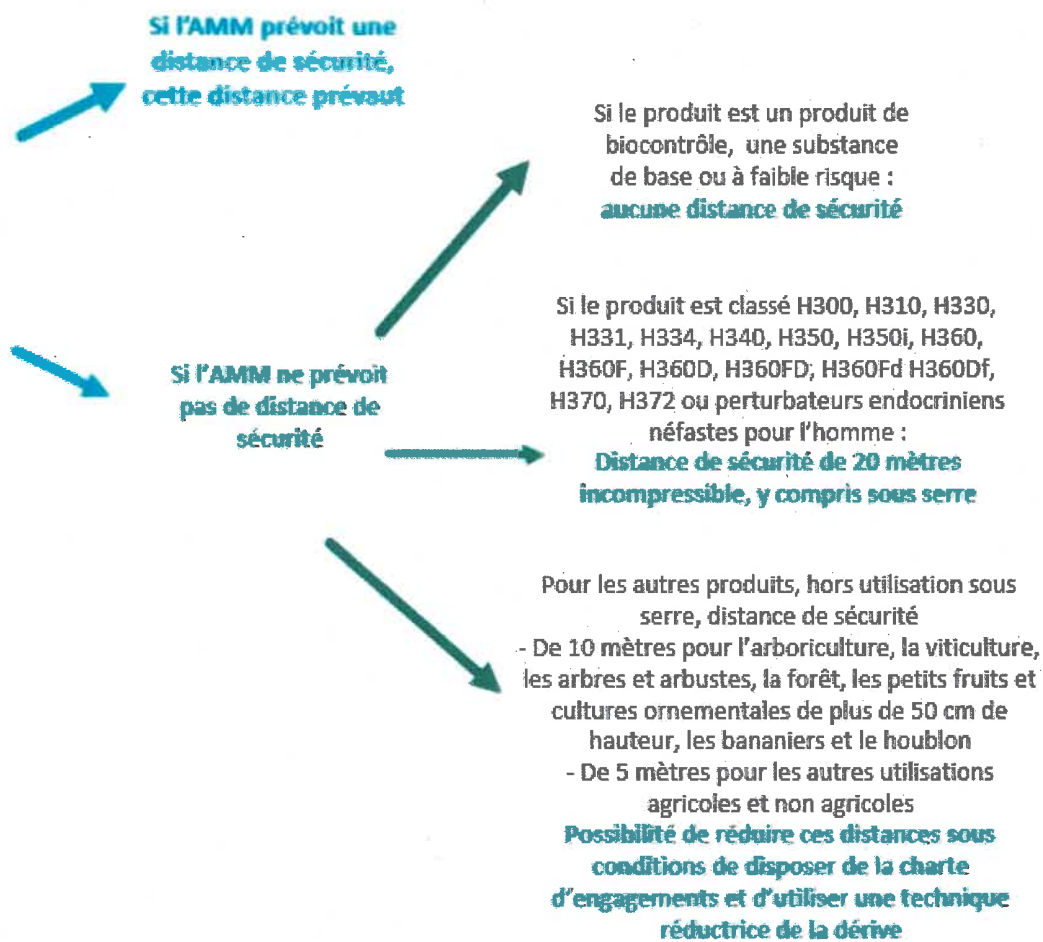 Si l'AMM prévoit une
distance de sécurité,
cette distance prévaut
Si le produit est un produit de
biocontrôle, une substance
de base ou à faible risque :
aucune distance de sécurité
Si l'AMM ne prévoit
pas de distance de
sécurité
Si le produit est classé H300, H310, H330,
H331, H334, H340, H350, H350i, H360,
H360F, H360D, H360FD, H360Fd H360Df,
H370, H372 ou perturbateurs endocriniens
néfastes pour l'homme :
Distance de sécurité de 20 mètres
incompressible, y compris sous serre
Pour les autres produits, hors utilisation sous
serre, distance de sécurité
- De 10 mètres pour l'arboriculture, la viticulture,
les arbres et arbustes, la forêt, les petits fruits et
cultures ornementales de plus de 50 cm de
hauteur, les bananiers et le houblon
- De 5 mètres pour les autres utilisations
agricoles et non agricoles
Possibilité de réduire ces distances sous
conditions de disposer de la charte
d'engagements et d'utiliser une technique
réductrice de la dérive